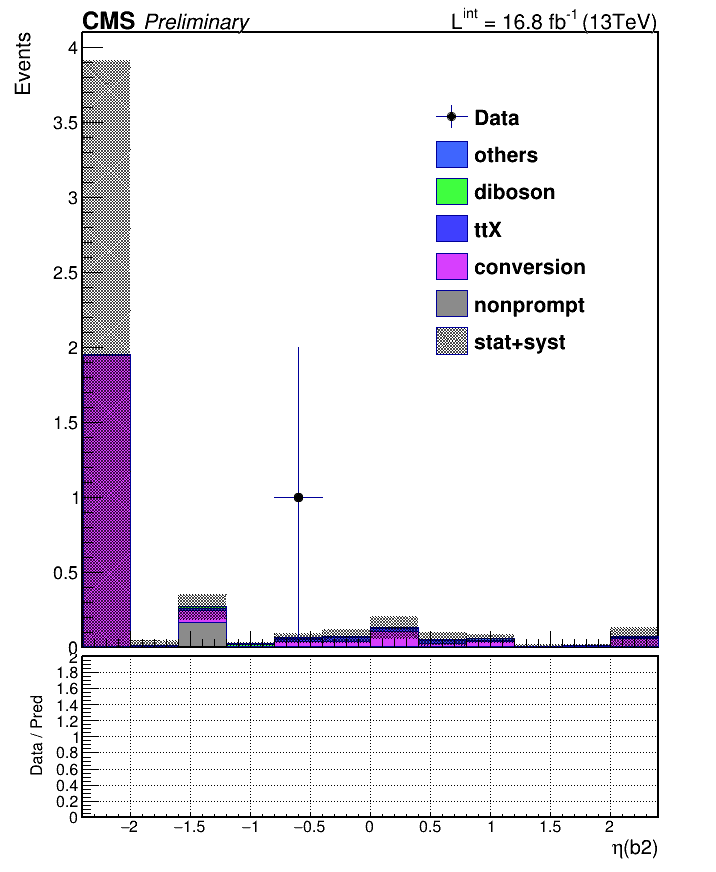 CMS Preliminary
L^int = 16.8 fb^-1 (13TeV)
Events
4
3.5
3
2.5
2
1.5
1
0.5
0
Data
others
diboson
ttX
conversion
nonprompt
stat+syst
Data / Pred
2
1.8
1.6
1.4
1.2
1
0.8
0.6
0.4
0.2
0
−2 −1.5 −1 −0.5 0 0.5 1 1.5 2
η(b2)